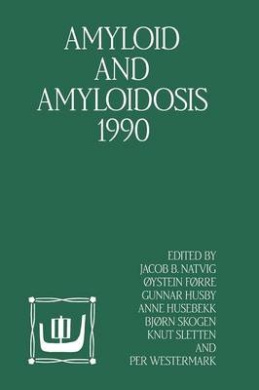 AMYLOID
AND
AMYLOIDOSIS
1990
EDITED BY
JACOB B. NATVIG
ØYSTEIN FØRRE
GUNNAR HUSBY
ANNE HUSEBEKK
BJØRN SKOGEN
KNUT SLETTEN
AND
PER WESTERMARK